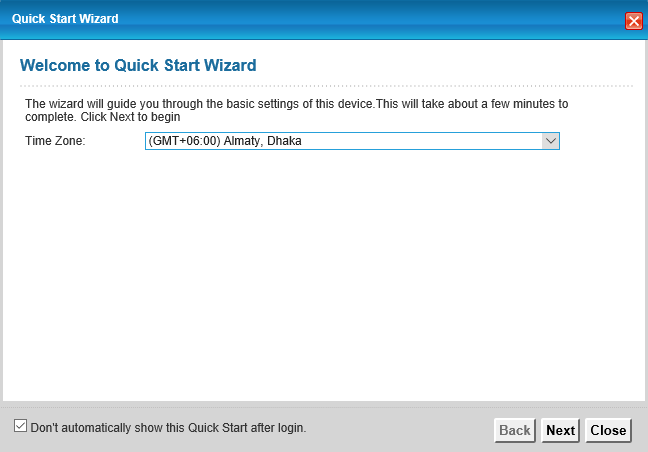 Quick Start Wizard
Welcome to Quick Start Wizard
The wizard will guide you through the basic settings of this device.This will take about a few minutes to
complete. Click Next to begin
Time Zone: (GMT+06:00) Almaty, Dhaka
Don't automatically show this Quick Start after login. Back Next Close